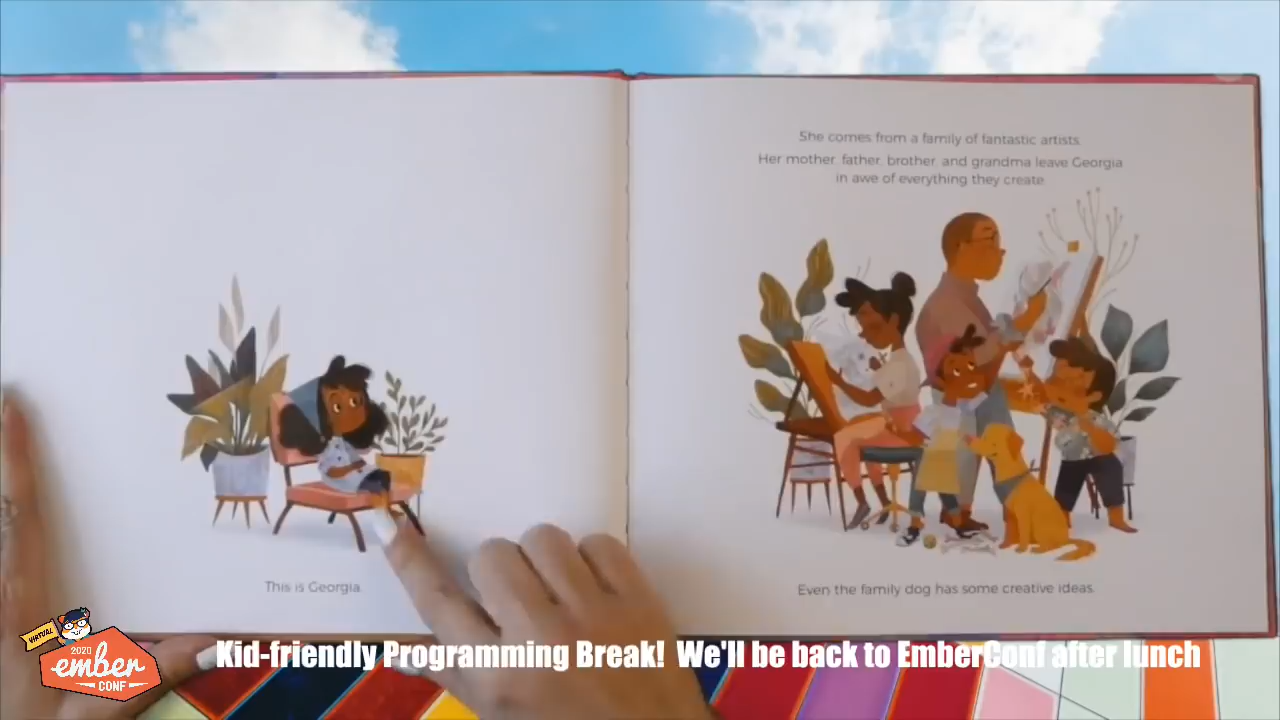 She comes from a family of fantastic artists.
Her mother, father, brother, and grandma leave Georgia
in awe of everything they create.
This is Georgia.
Even the family dog has some creative ideas.
VIRTUAL
2020
ember
CONF
Kid-friendly Programming Break! We'll be back to EmberConf after lunch